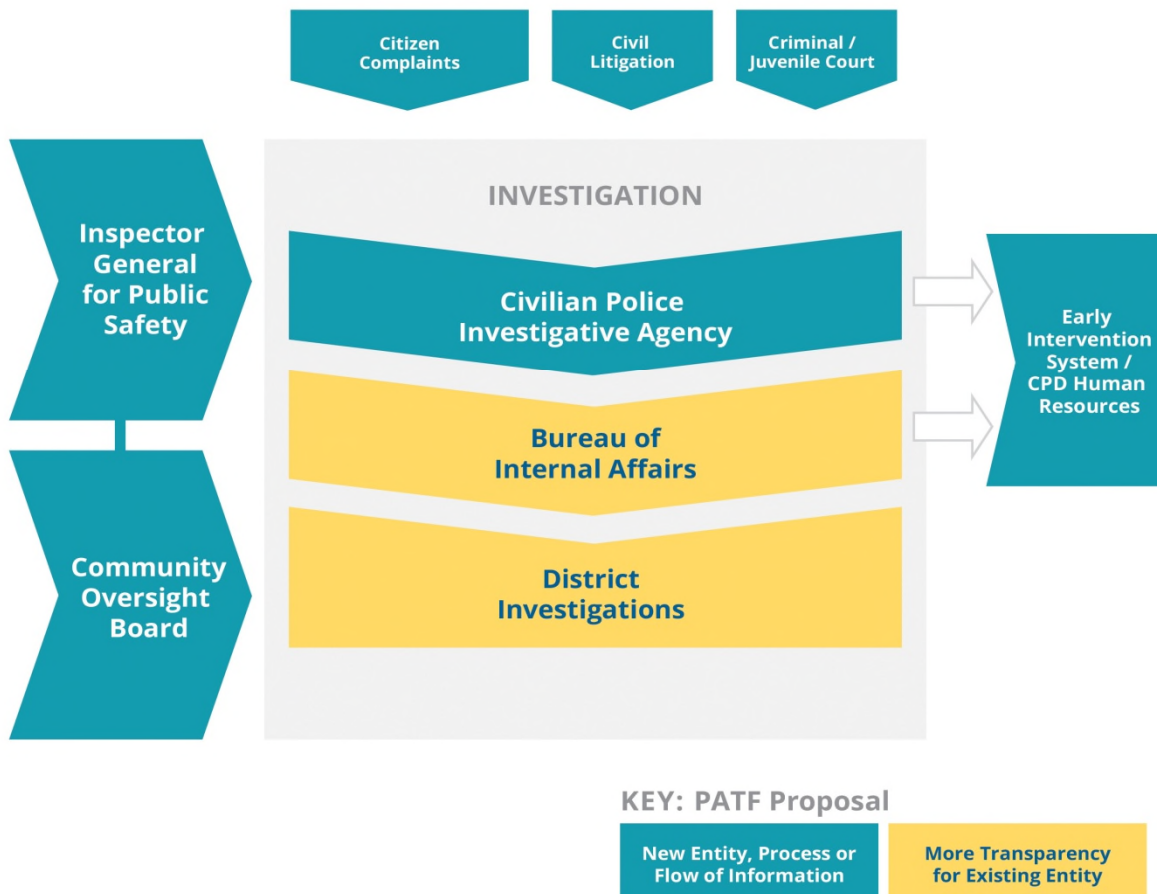 Citizen
Complaints
Civil
Litigation
Criminal /
Juvenile Court
Inspector
General
for Public
Safety
Community
Oversight
Board
INVESTIGATION
Civilian Police
Investigative Agency
Bureau of
Internal Affairs
District
Investigations
Early
Intervention
System /
CPD Human
Resources
KEY: PATF Proposal
New Entity, Process or
Flow of Information
More Transparency
for Existing Entity